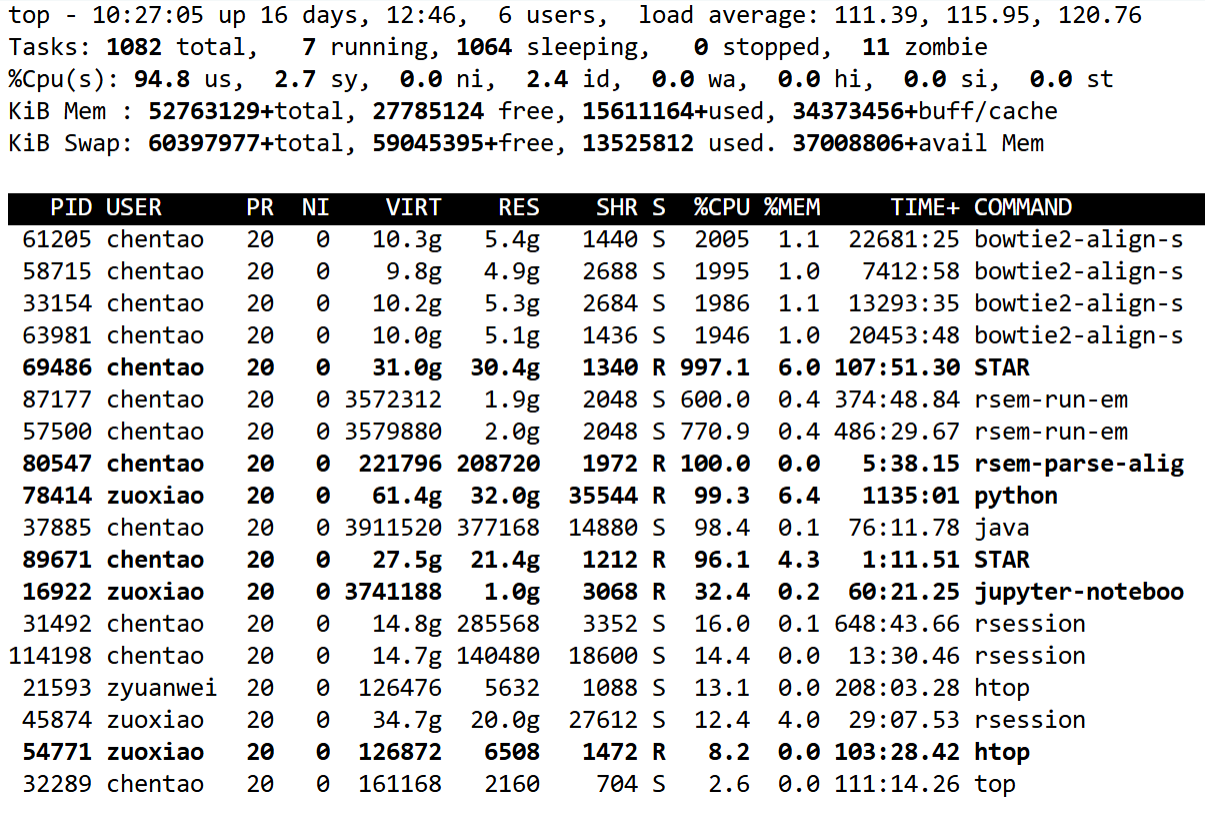 top - 10:27:05 up 16 days, 12:46,  6 users,  load average: 111.39, 115.95, 120.76
Tasks: 1082 total,   7 running, 1064 sleeping,   0 stopped,  11 zombie
%Cpu(s): 94.8 us,  2.7 sy,  0.0 ni,  2.4 id,  0.0 wa,  0.0 hi,  0.0 si,  0.0 st
KiB Mem : 52763129+total, 27785124 free, 15611164+used, 34373456+buff/cache
KiB Swap: 60397977+total, 59045395+free, 13525812 used. 37008806+avail Mem

   PID USER      PR  NI    VIRT    RES    SHR S  %CPU %MEM     TIME+ COMMAND
 61205 chentao   20   0   10.3g   5.4g   1440 S  2005  1.1  22681:25 bowtie2-align-s
 58715 chentao   20   0    9.8g   4.9g   2688 S  1995  1.0   7412:58 bowtie2-align-s
 33154 chentao   20   0   10.2g   5.3g   2684 S  1986  1.1  13293:35 bowtie2-align-s
 63981 chentao   20   0   10.0g   5.1g   1436 S  1946  1.0  20453:48 bowtie2-align-s
 69486 chentao   20   0   31.0g  30.4g   1340 R 997.1  6.0 107:51.30 STAR
 87177 chentao   20   0 3572312   1.9g   2048 S 600.0  0.4 374:48.84 rsem-run-em
 57500 chentao   20   0 3579880   2.0g   2048 S 770.9  0.4 486:29.67 rsem-run-em
 80547 chentao   20   0  221796 208720   1972 R 100.0  0.0   5:38.15 rsem-parse-alig
 78414 zuoxiao   20   0   61.4g  32.0g  35544 R  99.3  6.4   1135:01 python
 37885 chentao   20   0 3911520 377168  14880 S  98.4  0.1  76:11.78 java
 89671 chentao   20   0   27.5g  21.4g   1212 R  96.1  4.3   1:11.51 STAR
 16922 zuoxiao   20   0 3741188   1.0g   3068 R  32.4  0.2  60:21.25 jupyter-noteboo
 31492 chentao   20   0   14.8g 285568   3352 S  16.0  0.1 648:43.66 rsession
114198 chentao   20   0   14.7g 140480  18600 S  14.4  0.0  13:30.46 rsession
 21593 zyuanwei  20   0  126476   5632   1088 S  13.1  0.0 208:03.28 htop
 45874 zuoxiao   20   0   34.7g  20.0g  27612 S  12.4  4.0  29:07.53 rsession
 54771 zuoxiao   20   0  126872   6508   1472 R   8.2  0.0 103:28.42 htop
 32289 chentao   20   0  161168   2160    704 S   2.6  0.0 111:14.26 top